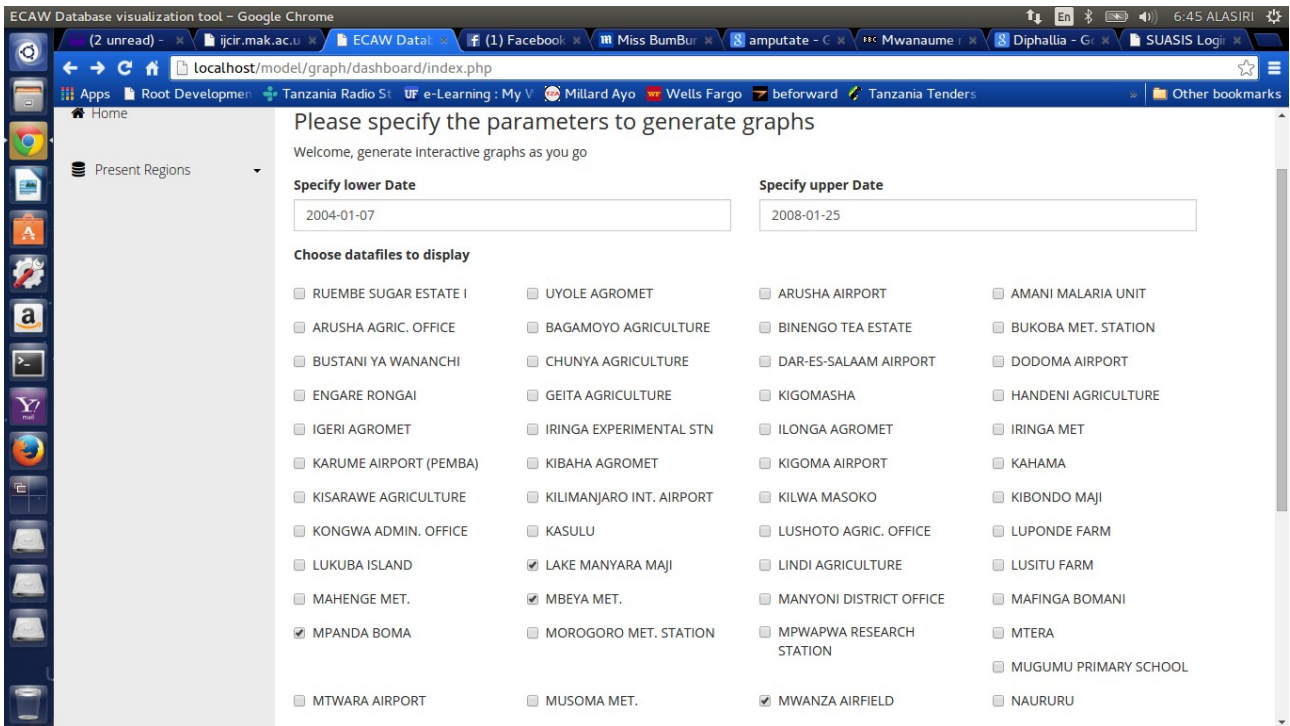 ECAW Database visualization tool – Google Chrome
En
6:45 ALASIRI
(2 unread) -
ijcir.mak.ac.u
ECAW Datab
(1) Facebook
Miss BumBur
amputate - G
Mwanaume r
Diphallia - Go
SUASIS Login
localhost/model/graph/dashboard/index.php
Apps
Root Developmen
Tanzania Radio St
UF e-Learning : My V
Millard Ayo
Wells Fargo
beforward
Tanzania Tenders
»
Other bookmarks
Home
Present Regions
Please specify the parameters to generate graphs
Welcome, generate interactive graphs as you go
Specify lower Date
Specify upper Date
2004-01-07
2008-01-25
Choose datafiles to display
RUEMBE SUGAR ESTATE I
UYOLE AGROMET
ARUSHA AIRPORT
AMANI MALARIA UNIT
ARUSHA AGRIC. OFFICE
BAGAMOYO AGRICULTURE
BINENGO TEA ESTATE
BUKOBA MET. STATION
BUSTANI YA WANANCHI
CHUNYA AGRICULTURE
DAR-ES-SALAAM AIRPORT
DODOMA AIRPORT
ENGARE RONGAI
GEITA AGRICULTURE
KIGOMASHA
HANDENI AGRICULTURE
IGERI AGROMET
IRINGA EXPERIMENTAL STN
ILONGA AGROMET
IRINGA MET
KARUME AIRPORT (PEMBA)
KIBAHA AGROMET
KIGOMA AIRPORT
KAHAMA
KISARAWE AGRICULTURE
KILIMANJARO INT. AIRPORT
KILWA MASOKO
KIBONDO MAJI
KONGWA ADMIN. OFFICE
KASULU
LUSHOTO AGRIC. OFFICE
LUPONDE FARM
LUKUBA ISLAND
LAKE MANYARA MAJI
LINDI AGRICULTURE
LUSITU FARM
MAHENGE MET.
MBEYA MET.
MANYONI DISTRICT OFFICE
MAFINGA BOMANI
MPANDA BOMA
MOROGORO MET. STATION
MPWAPWA RESEARCH
STATION
MTERA
MUGUMU PRIMARY SCHOOL
MTWARA AIRPORT
MUSOMA MET.
MWANZA AIRFIELD
NAURURU